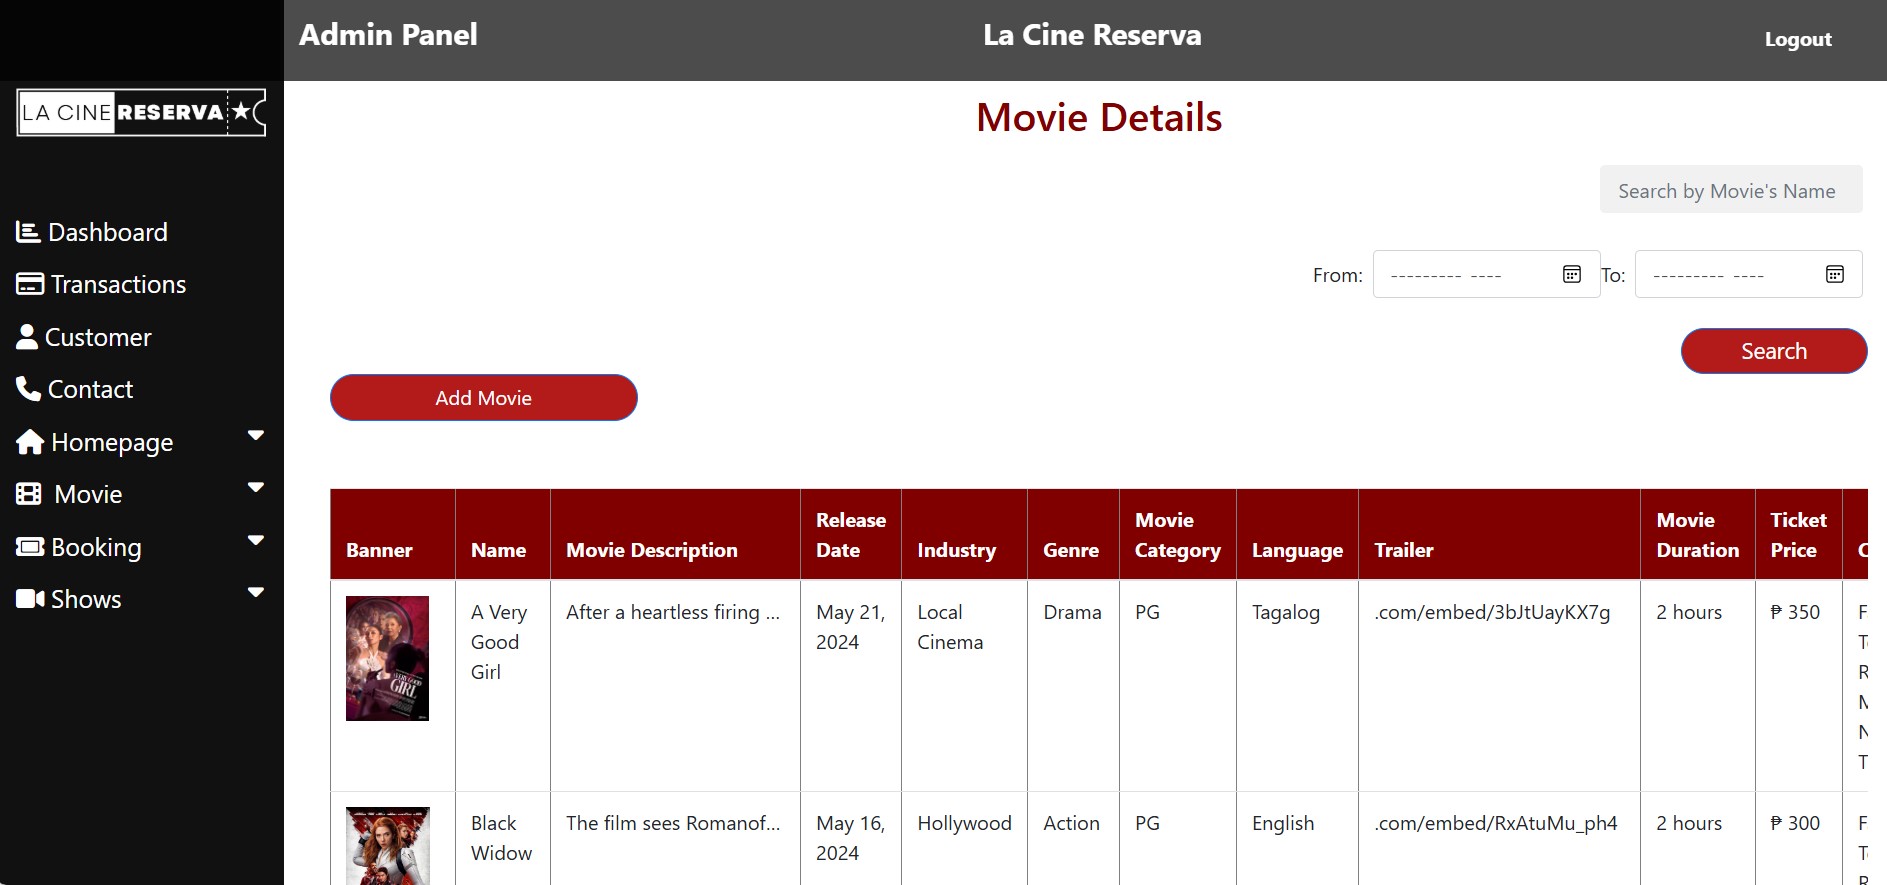 Admin Panel
La Cine Reserva
Logout
LA CINE RESERVA
Dashboard
Transactions
Customer
Contact
Homepage
Movie
Booking
Shows
Movie Details
Search by Movie's Name
From: --------- ---- To: --------- ----
Search
Add Movie
Banner Name Movie Description Release Date Industry Genre Movie Category Language Trailer Movie Duration Ticket Price
A Very Good Girl After a heartless firing ... May 21, 2024 Local Cinema Drama PG Tagalog .com/embed/3bJtUayKX7g 2 hours ₱ 350
A VERY GOOD
GIRL
Black Widow The film sees Romanof... May 16, 2024 Hollywood Action PG English .com/embed/RxAtuMu_ph4 2 hours ₱ 300